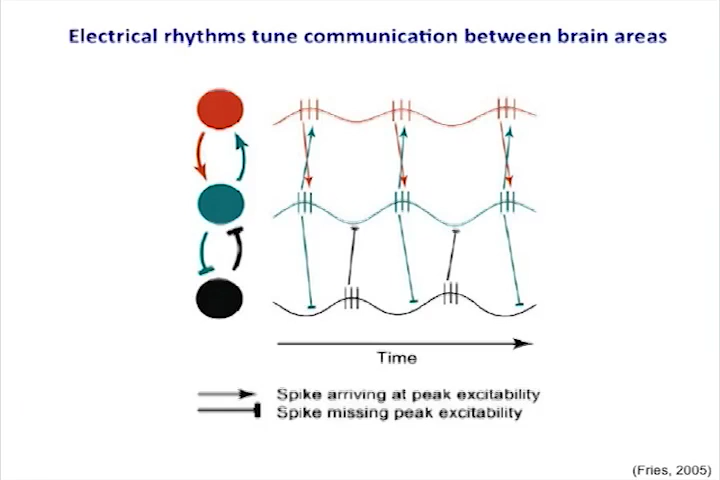 Electrical rhythms tune communication between brain areas
Time
Spike arriving at peak excitability
Spike missing peak excitability
(Fries, 2005)